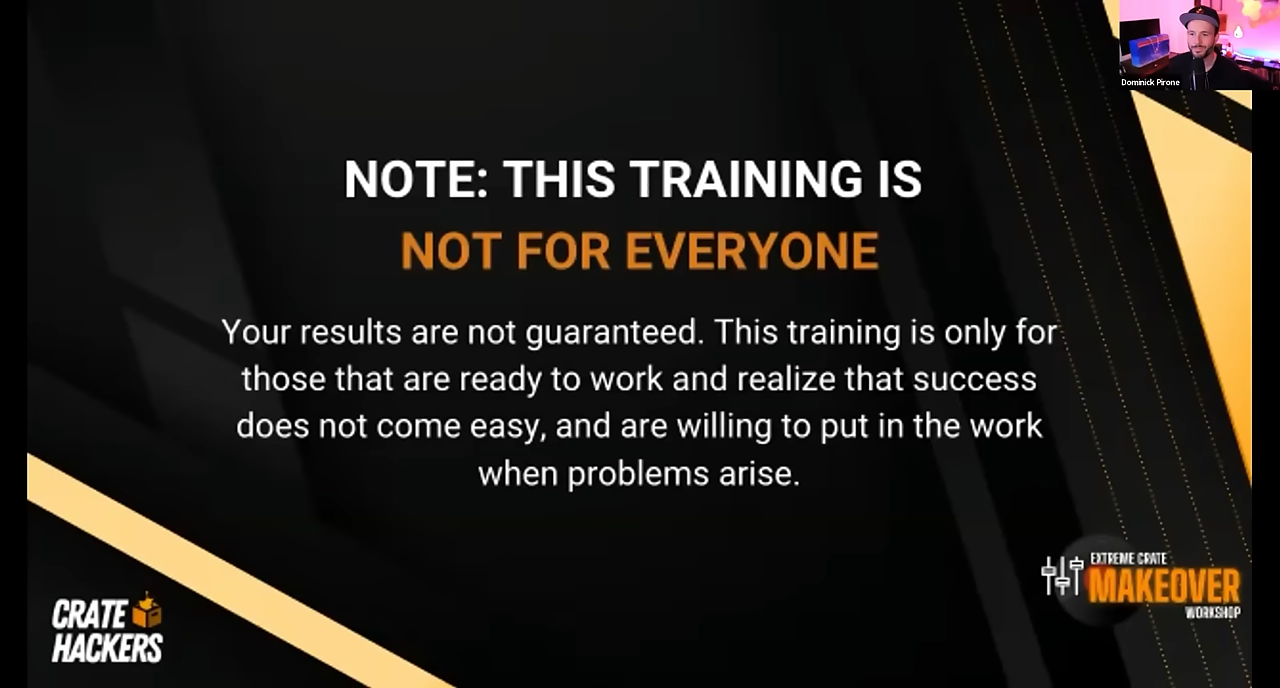 Dominick Pirone
NOTE: THIS TRAINING IS
NOT FOR EVERYONE
Your results are not guaranteed. This training is only for
those that are ready to work and realize that success
does not come easy, and are willing to put in the work
when problems arise.
EXTREME CRATE
MAKEOVER
WORKSHOP
CRATE
HACKERS